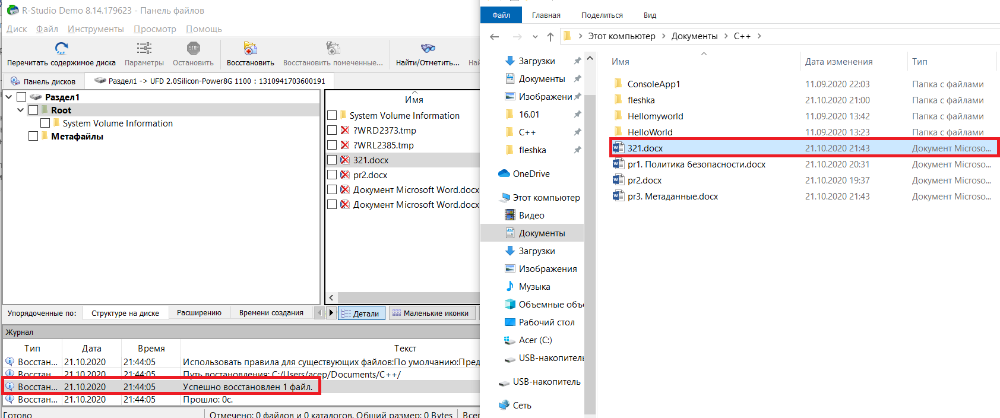 R-Studio Demo 8.14.179623 - Панель файлов
Диск Файл Инструменты Просмотр Помощь
Перечитать содержимое диска Параметры Остановить Восстановить Восстановить помеченные... Найти/Отметить... Най
Панель дисков Раздел1 -> UFD 2.0Silicon-Power8G 1100 : 1310941703600191
Раздел1
Root
System Volume Information
Метафайлы
Имя
System Volume Information
?WRD2373.tmp
?WRL2385.tmp
321.docx
pr2.docx
Документ Microsoft Word.docx
Документ Microsoft Word.docx
Упорядоченные по: Структуре на диске Расширению Времени создания Детали Маленькие иконки
Журнал
Тип Дата Время Текст
Восстан... 21.10.2020 21:44:05 Использовать правила для существующих файлов:По умолчанию:Пред
Восстан... 21.10.2020 21:44:05 Путь востановления: C:/Users/acep/Documents/C++/
Восстан... 21.10.2020 21:44:05 Успешно восстановлен 1 файл.
Восстан... 21.10.2020 21:44:05 Прошло: 0с.
Готово Отмечено: 0 файлов и 0 каталогов. Общий размер: 0 Bytes Всег
Файл Главная Поделиться Вид
Этот компьютер > Документы > C++ >
Загрузки
Документы
Изображени
16.01
C++
fleshka
OneDrive
Этот компьютер
Видео
Документы
Загрузки
Изображения
Музыка
Объемные объ
Рабочий стол
Acer (C:)
USB-накопитель
USB-накопитель
Сеть
Имя Дата изменения Тип
ConsoleApp1 11.09.2020 22:03 Папка с файлами
fleshka 21.10.2020 21:00 Папка с файлами
Hellomyworld 11.09.2020 13:42 Папка с файлами
HelloWorld 11.09.2020 13:23 Папка с файлами
321.docx 21.10.2020 21:43 Документ Microso...
pr1. Политика безопасности.docx 21.10.2020 20:31 Документ Microso...
pr2.docx 21.10.2020 19:37 Документ Microso...
pr3. Метаданные.docx 21.10.2020 21:43 Документ Microso...